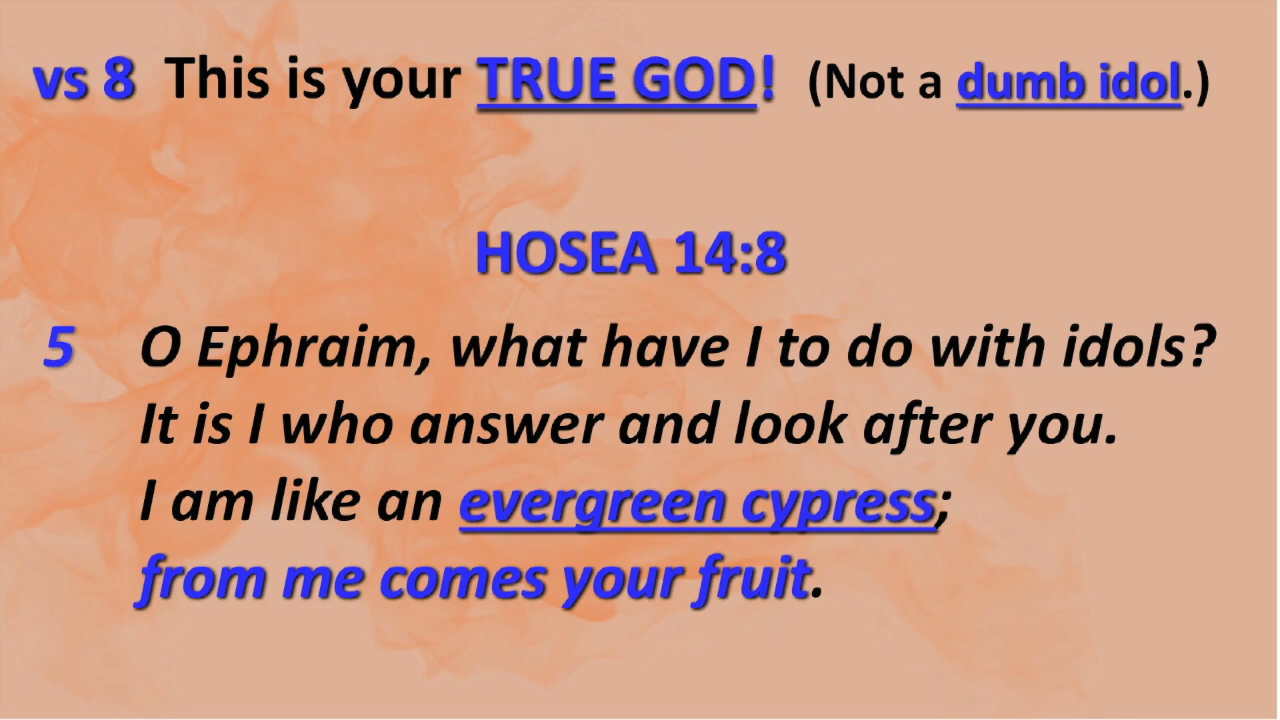 vs 8 This is your TRUE GOD! (Not a dumb idol.)
HOSEA 14:8
5 O Ephraim, what have I to do with idols?
It is I who answer and look after you.
I am like an evergreen cypress;
from me comes your fruit.